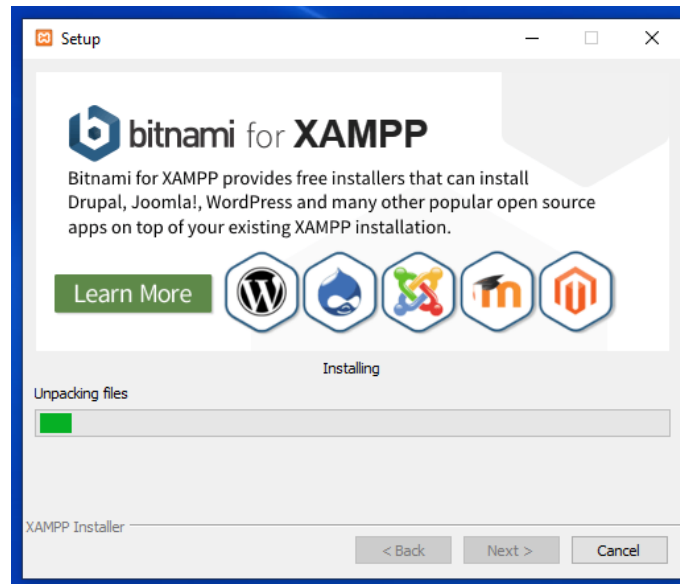 Setup
bitnami for XAMPP
Bitnami for XAMPP provides free installers that can install
Drupal, Joomla!, WordPress and many other popular open source
apps on top of your existing XAMPP installation.
Learn More
Installing
Unpacking files
XAMPP Installer
< Back Next > Cancel